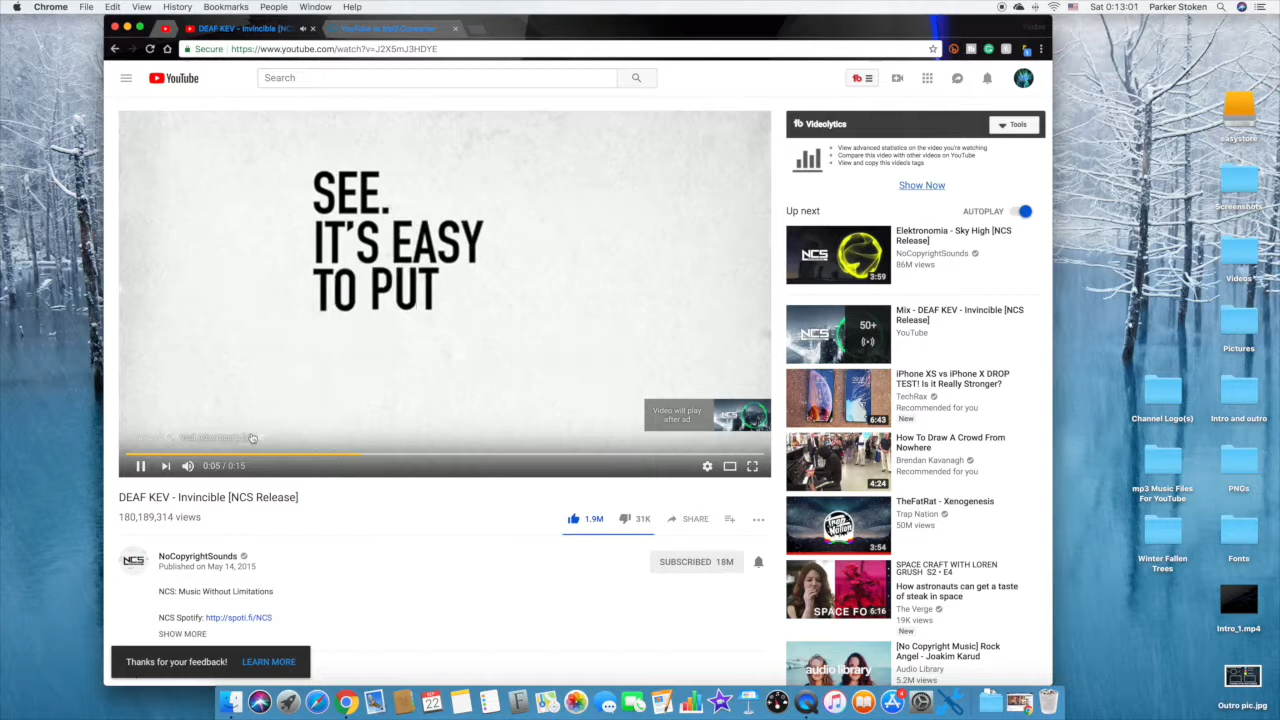 Chrome File Edit View History Bookmarks People Window Help
Sat 0:13:01 Parker Stoken
DEAF KEV - Invincible [NC
YouTube to Mp3 Converter
Secure https://www.youtube.com/watch?v=J2X5mJ3HDYE
YouTube
Search
SEE.
IT'S EASY
TO PUT
Video will play
after ad
0:05 / 0:15
DEAF KEV - Invincible [NCS Release]
180,189,314 views
1.9M
31K
SHARE
NoCopyrightSounds
Published on May 14, 2015
SUBSCRIBED 18M
NCS: Music Without Limitations
NCS Spotify: http://spoti.fi/NCS
SHOW MORE
Thanks for your feedback! LEARN MORE
Videolytics
Tools
View advanced statistics on the video you're watching
Compare this video with other videos on YouTube
View and copy this video's tags
Show Now
Up next
AUTOPLAY
NCS
3:59
Elektronomia - Sky High [NCS
Release]
NoCopyrightSounds
86M views
NCS
50+
Mix - DEAF KEV - Invincible [NCS
Release]
YouTube
6:43
iPhone XS vs iPhone X DROP
TEST! Is it Really Stronger?
TechRax
Recommended for you
New
4:24
How To Draw A Crowd From
Nowhere
Brendan Kavanagh
Recommended for you
3:54
TheFatRat - Xenogenesis
Trap Nation
50M views
SPACE FO
6:16
SPACE CRAFT WITH LOREN
GRUSH S2 • E4
How astronauts can get a taste
of steak in space
The Verge
19K views
New
audio library
[No Copyright Music] Rock
Angel - Joakim Karud
Audio Library
5.2M views
easystore
Screenshots
Videos
Pictures
Channel Logo(s)
Intro and outro
mp3 Music Files
For YouTube
PNGs
Winter Fallen
Trees
Fonts
Intro_1.mp4
Outro pic.jpg